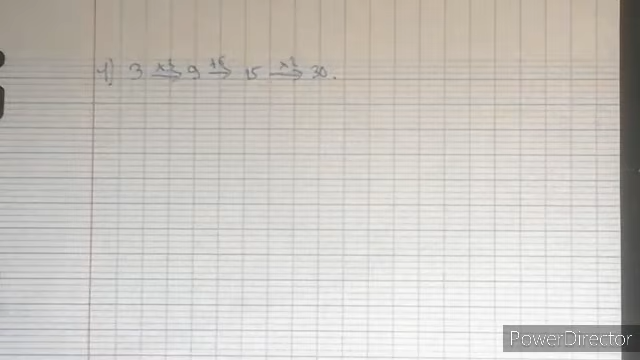 1) 3 ×3→ 9 +6→ 15 ×2→ 30.
PowerDirector